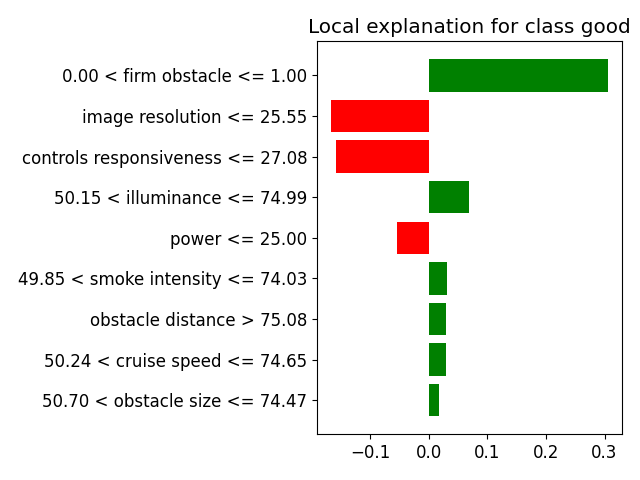 Local explanation for class good
0.00 < firm obstacle <= 1.00
image resolution <= 25.55
controls responsiveness <= 27.08
50.15 < illuminance <= 74.99
power <= 25.00
49.85 < smoke intensity <= 74.03
obstacle distance > 75.08
50.24 < cruise speed <= 74.65
50.70 < obstacle size <= 74.47
−0.1 0.0 0.1 0.2 0.3